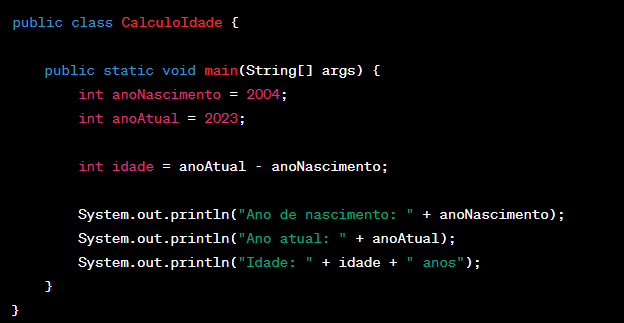 public class CalculoIdade {
public static void main(String[] args) {
int anoNascimento = 2004;
int anoAtual = 2023;
int idade = anoAtual - anoNascimento;
System.out.println("Ano de nascimento: " + anoNascimento);
System.out.println("Ano atual: " + anoAtual);
System.out.println("Idade: " + idade + " anos");
}
}